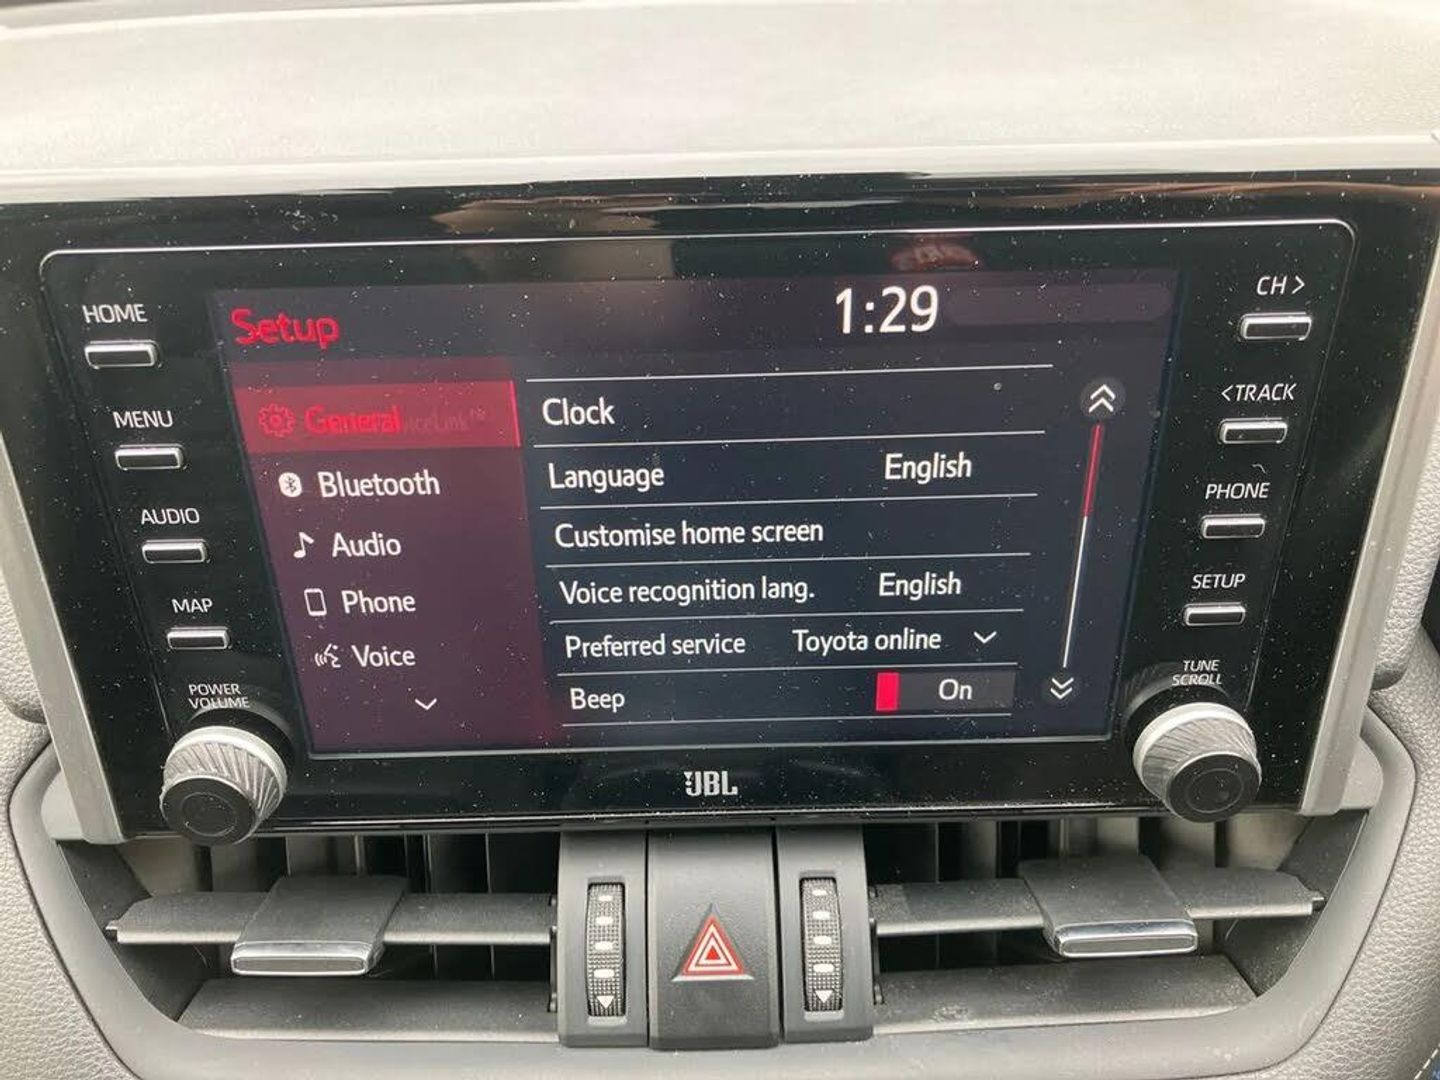 HOME
MENU
AUDIO
MAP
POWER
VOLUME
Setup
1:29
General
Bluetooth
Audio
Phone
Voice
Clock
Language English
Customise home screen
Voice recognition lang. English
Preferred service Toyota online
Beep On
CH >
<TRACK
PHONE
SETUP
TUNE
SCROLL
JBL